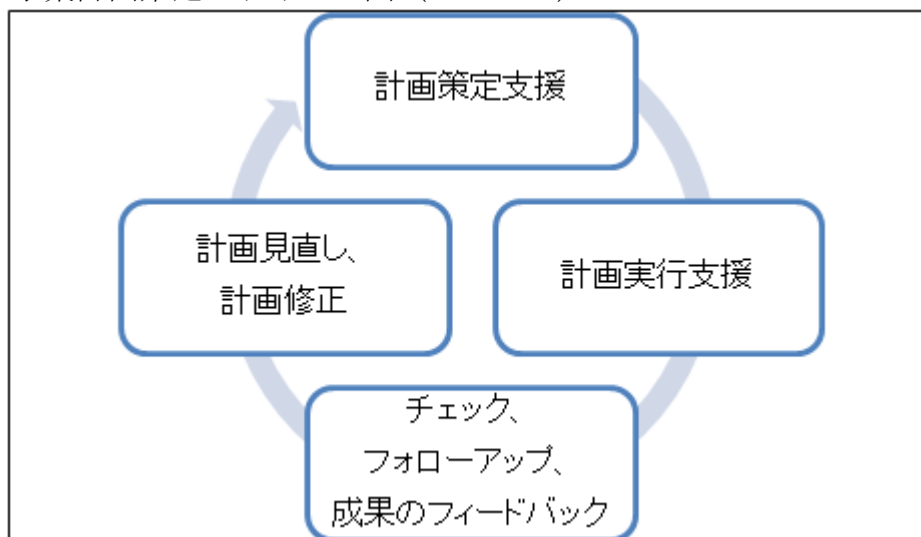 計画策定支援
計画実行支援
計画見直し、
計画修正
チェック、
フォローアップ、
成果のフィードバック